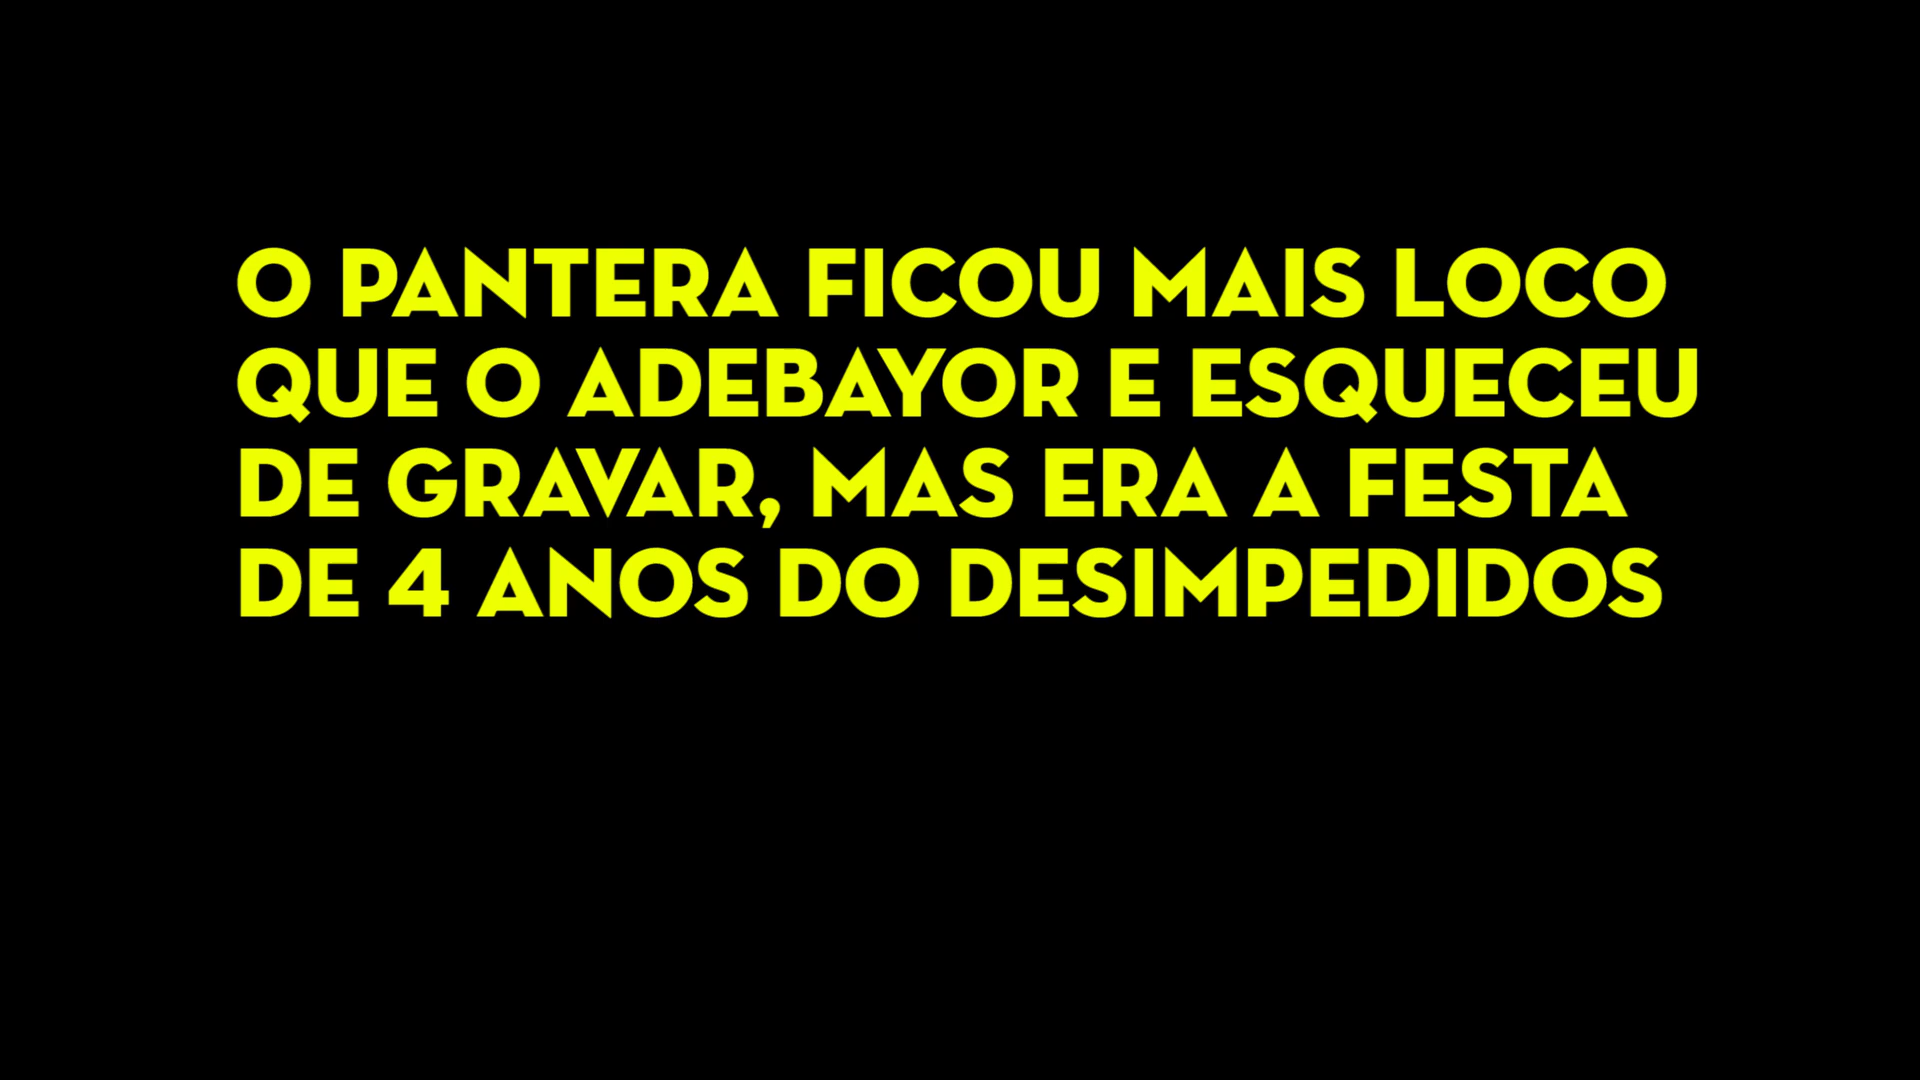 O PANTERA FICOU MAIS LOCO
QUE O ADEBAYOR E ESQUECEU
DE GRAVAR, MAS ERA A FESTA
DE 4 ANOS DO DESIMPEDIDOS